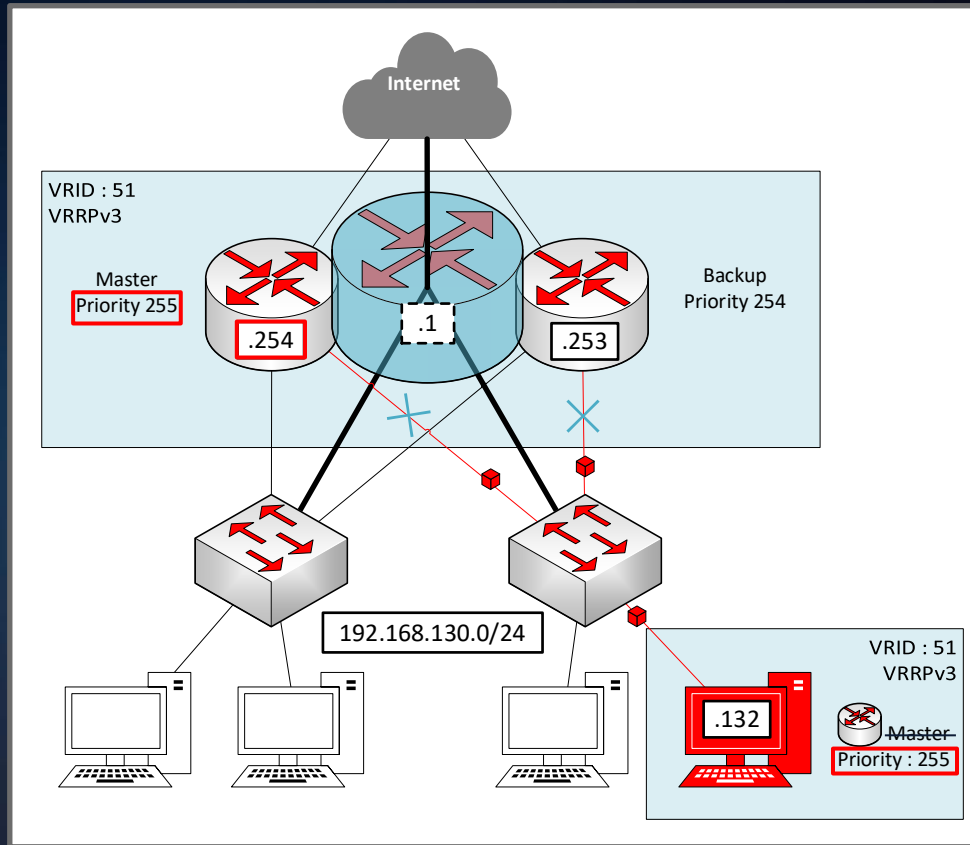 Internet
VRID : 51
VRRPv3
Master
Priority 255
.254
.1
.253
Backup
Priority 254
192.168.130.0/24
VRID : 51
VRRPv3
.132
Master
Priority : 255